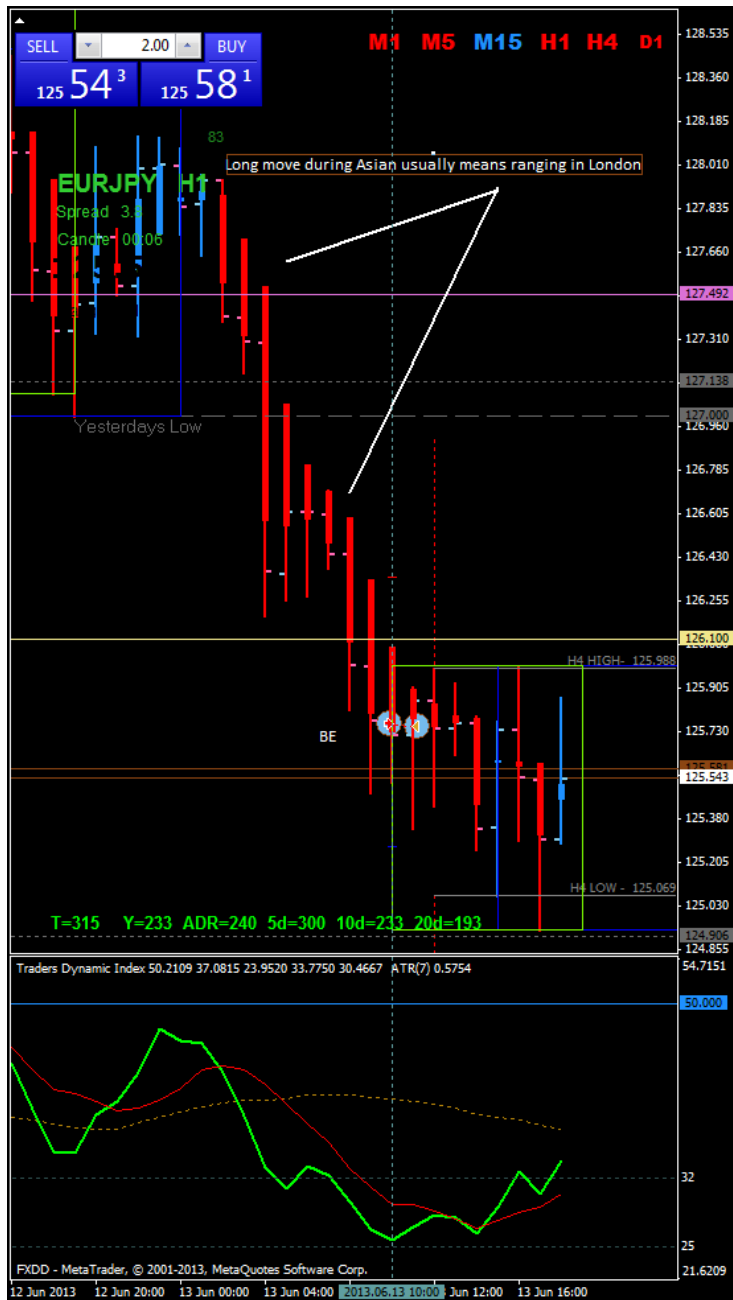 SELL 2.00 BUY
125 54 3 125 58 1
M1 M5 M15 H1 H4 D1
83
Long move during Asian usually means ranging in London
EURJPY H1
Spread 3.8
Candle 00:06
Yesterdays Low
H4 HIGH- 125.988
BE
H4 LOW - 125.069
T=315 Y=233 ADR=240 5d=300 10d=233 20d=193
128.535
128.360
128.185
128.010
127.835
127.660
127.492
127.310
127.138
127.000
126.960
126.785
126.605
126.430
126.255
126.100
125.905
125.730
125.581
125.543
125.380
125.205
125.030
124.906
124.855
Traders Dynamic Index 50.2109 37.0815 23.9520 33.7750 30.4667 ATR(7) 0.5754
54.7151
50.000
32
25
21.6209
FXDD - MetaTrader, © 2001-2013, MetaQuotes Software Corp.
12 Jun 2013 12 Jun 20:00 13 Jun 00:00 13 Jun 04:00 2013.06.13 10:00 Jun 12:00 13 Jun 16:00